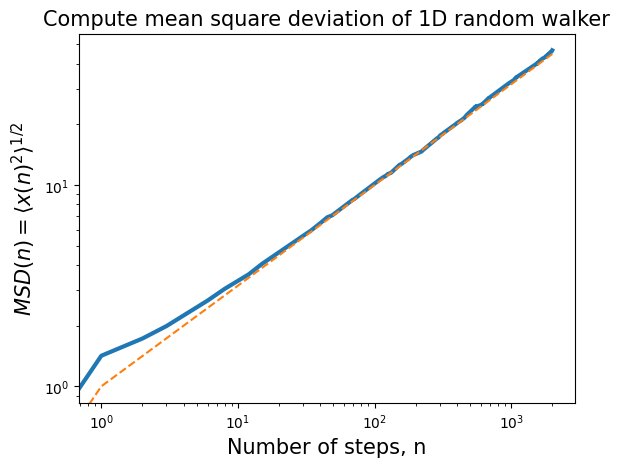 Compute mean square deviation of 1D random walker
MSD(n) = ⟨x(n)²⟩^{1/2}
10¹
10⁰
10⁰ 10¹ 10² 10³
Number of steps, n